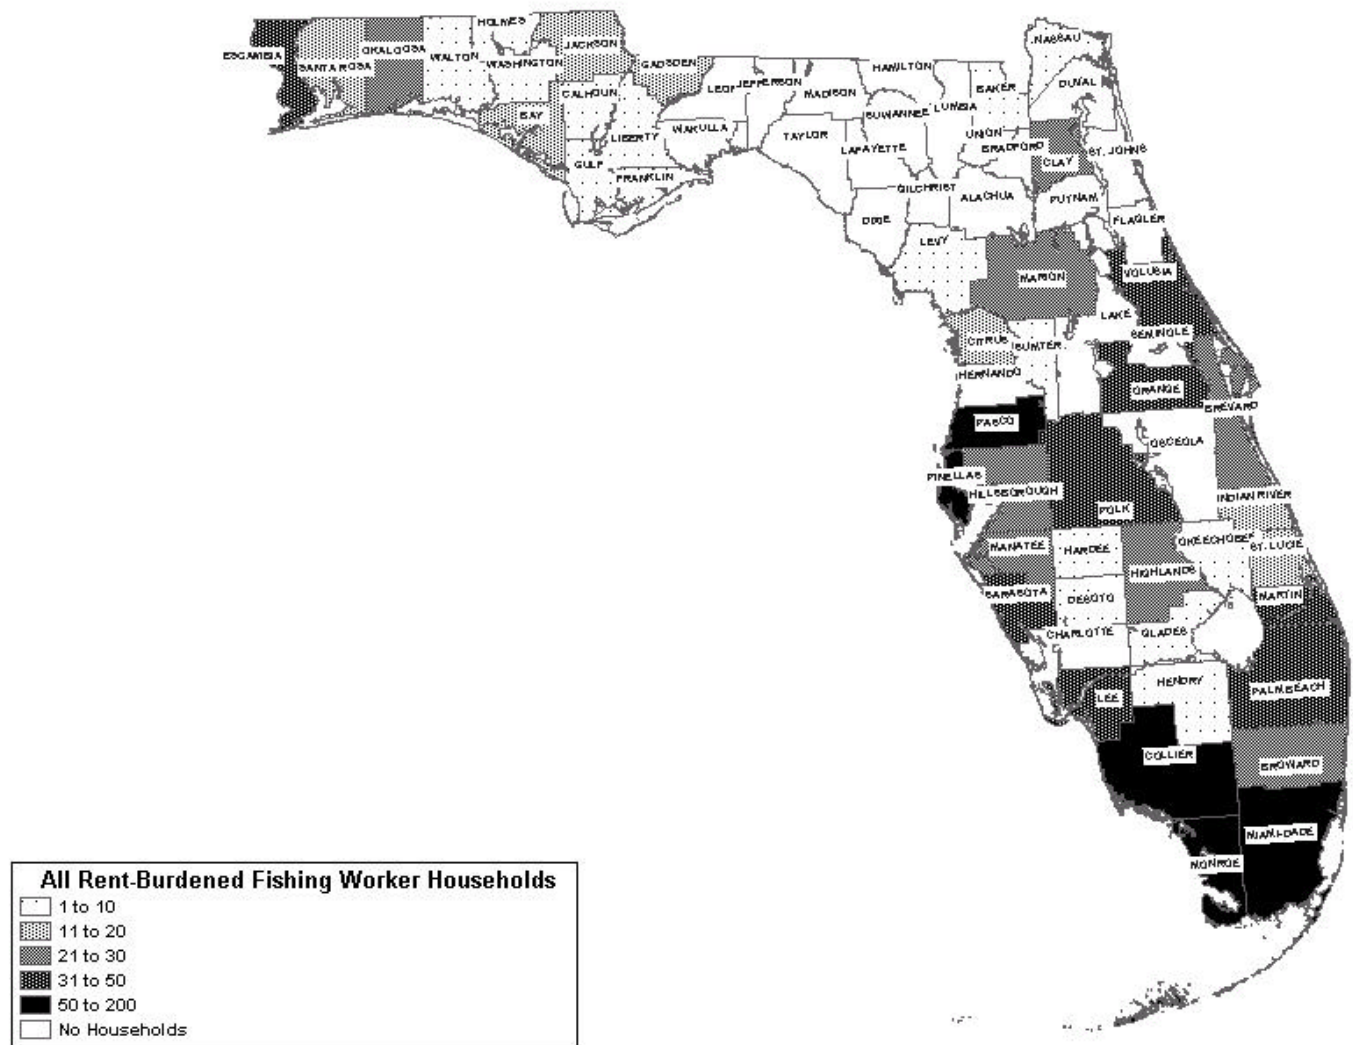 HOLMES
NASSAU
ESCAMBIA
SANTA ROSA
OKALOOSA
WALTON
WASHINGTON
JACKSON
GADSDEN
CALHOUN
BAY
LIBERTY
GULF
FRANKLIN
LEON
JEFFERSON
MADISON
HAMILTON
WAKULLA
TAYLOR
SUWANNEE
LUMBIA
BAKER
DUVAL
LAFAYETTE
UNION
BRADFORD
CLAY
ST. JOHNS
GILCHRIST
ALACHUA
PUTNAM
FLAGLER
DIXIE
LEVY
MARION
VOLUSIA
LAKE
CITRUS
SUMTER
SEMINOLE
HERNANDO
ORANGE
BREVARD
PASCO
OSCEOLA
PINELLAS
HILLSBOROUGH
POLK
INDIAN RIVER
MANATEE
HARDEE
OKEECHOBEE
ST. LUCIE
HIGHLANDS
SARASOTA
DESOTO
MARTIN
CHARLOTTE
GLADES
LEE
HENDRY
PALM BEACH
COLLIER
BROWARD
MIAMI-DADE
MONROE
All Rent-Burdened Fishing Worker Households
1 to 10
11 to 20
21 to 30
31 to 50
50 to 200
No Households